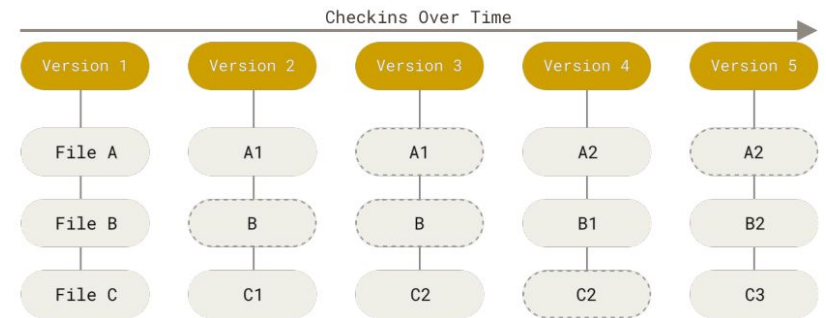 Checkins Over Time
Version 1 Version 2 Version 3 Version 4 Version 5
File A A1 A1 A2 A2
File B B B B1 B2
File C C1 C2 C2 C3